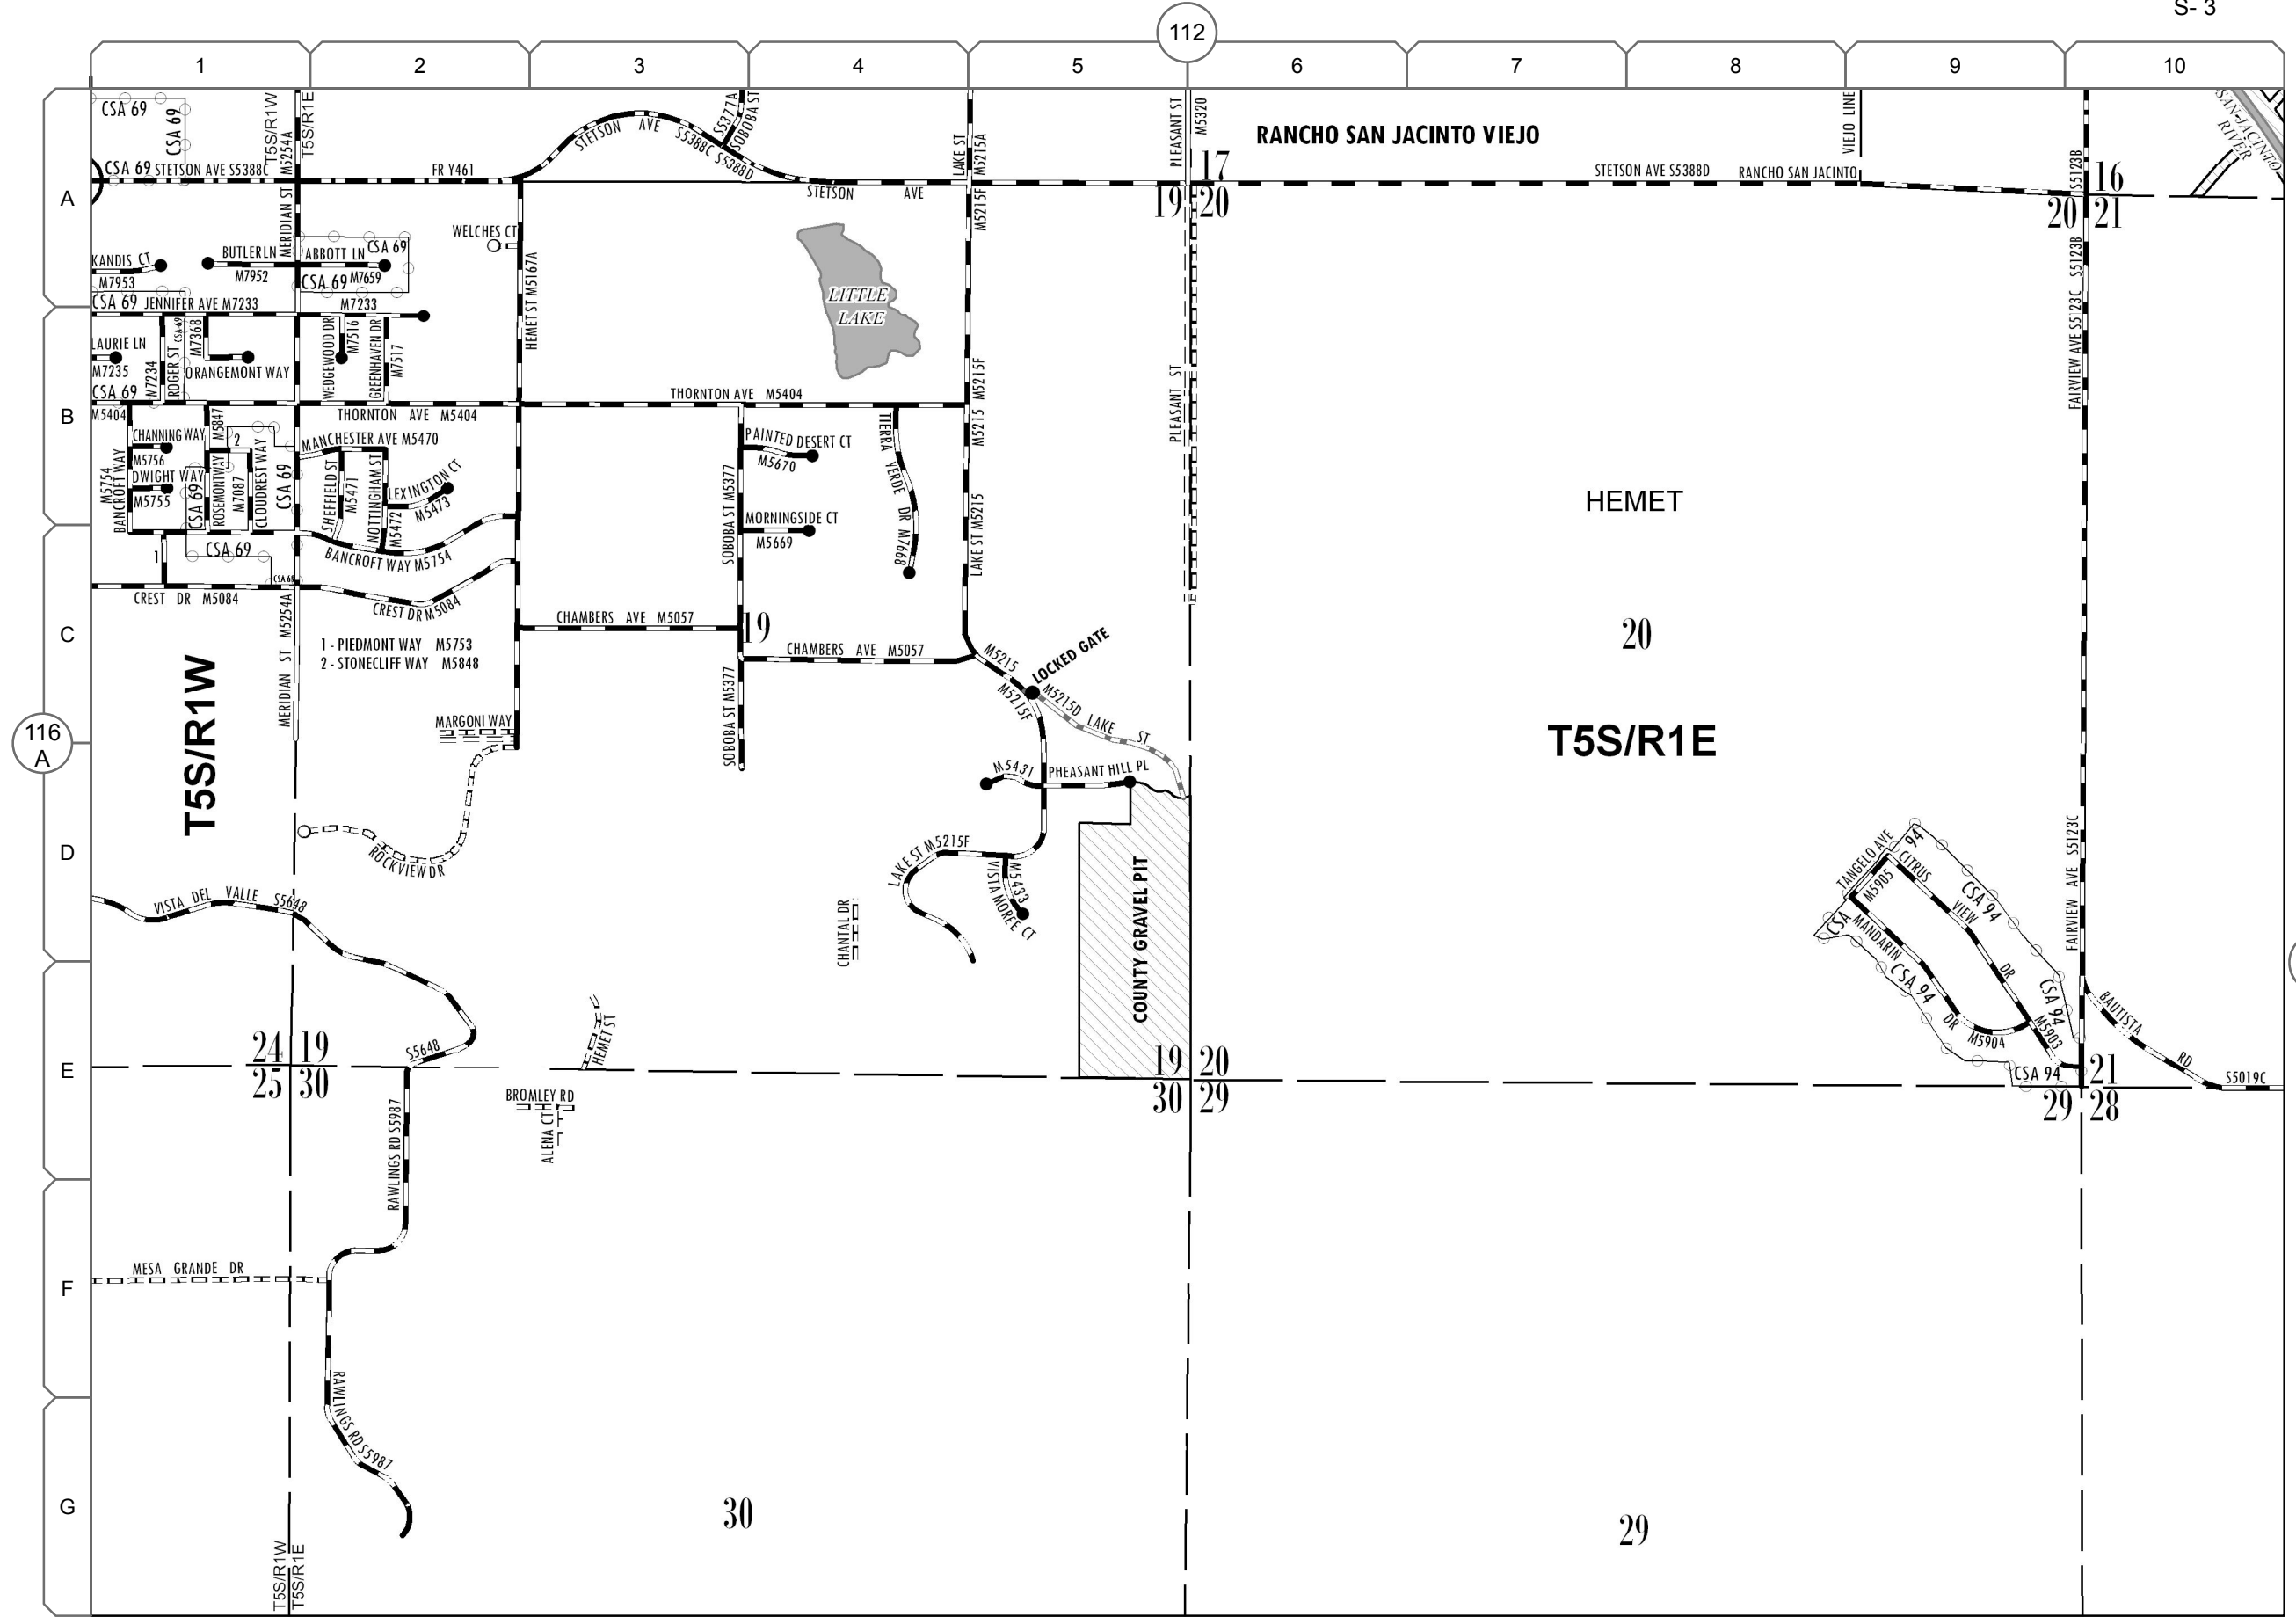 S- 3
112
1 2 3 4 5 6 7 8 9 10
A
B
C
D
E
F
G
116
A
CSA 69
CSA 69
T5S/R1W
T5S/R1E
M5254A
CSA 69 STETSON AVE S5388C
FR Y461
STETSON AVE S5388C S5388D
S5377A
SOBOBA ST
STETSON AVE
LAKE ST
M5215A
M5215F
PLEASANT ST
M5320
RANCHO SAN JACINTO VIEJO
17
19 20
STETSON AVE S5388D
RANCHO SAN JACINTO
VIEJO LINE
S5123B
16
20 21
SAN-JACINTO
RIVER
MERIDIAN ST
WELCHES CT
HEMET ST M5167A
KANDIS CT
M7953
BUTLER LN
M7952
ABBOTT LN
CSA 69
CSA 69 M7659
CSA 69 JENNIFER AVE M7233
M7233
LITTLE
LAKE
FAIRVIEW AVE S5123C S5123B
LAURIE LN
M7235
M7234
ROGER ST
CSA 69
M7368
ORANGEMONT WAY
WEDGEWOOD DR
M7516
GREENHAVEN DR
M7517
CSA 69
M5404
THORNTON AVE M5404
THORNTON AVE M5404
M5215 M5215F
PLEASANT ST
CHANNING WAY
M5756
DWIGHT WAY
M5755
M5754
BANCROFT WAY
M5847
2
CSA 69
ROSEMONT WAY
M7087
CLOUDREST WAY
CSA 69
MANCHESTER AVE M5470
SHEFFIELD ST
M5471
NOTTINGHAM ST
M5472
LEXINGTON CT
M5473
BANCROFT WAY M5754
PAINTED DESERT CT
M5670
TIERRA VERDE DR M7668
SOBOBA ST M5377
MORNINGSIDE CT
M5669
LAKE ST M5215
HEMET
1
CSA 69
CSA 69
CREST DR M5084
CREST DR M5084
MERIDIAN ST M5254A
1 - PIEDMONT WAY M5753
2 - STONECLIFF WAY M5848
CHAMBERS AVE M5057
19
CHAMBERS AVE M5057
20
T5S/R1W
M5215
M5215F
LOCKED GATE
M5215D LAKE ST
SOBOBA ST M5377
MARGONI WAY
T5S/R1E
M5431
PHEASANT HILL PL
ROCKVIEW DR
LAKE ST M5215F
M5433
VISTA MOREE CT
COUNTY GRAVEL PIT
CHANTAL DR
VISTA DEL VALLE S5648
TANGELO AVE
M5905
CSA 94
CITRUS VIEW DR
CSA 94
MANDARIN DR
CSA 94
CSA 94
M5904
M5903
CSA 94
FAIRVIEW AVE S5123C
BAUTISTA RD
S5019C
S5648
HEMET ST
24 19
25 30
19 20
30 29
21
29 28
BROMLEY RD
ALENA CT
RAWLINGS RD S5987
MESA GRANDE DR
RAWLINGS RD S5987
30
29
T5S/R1W
T5S/R1E